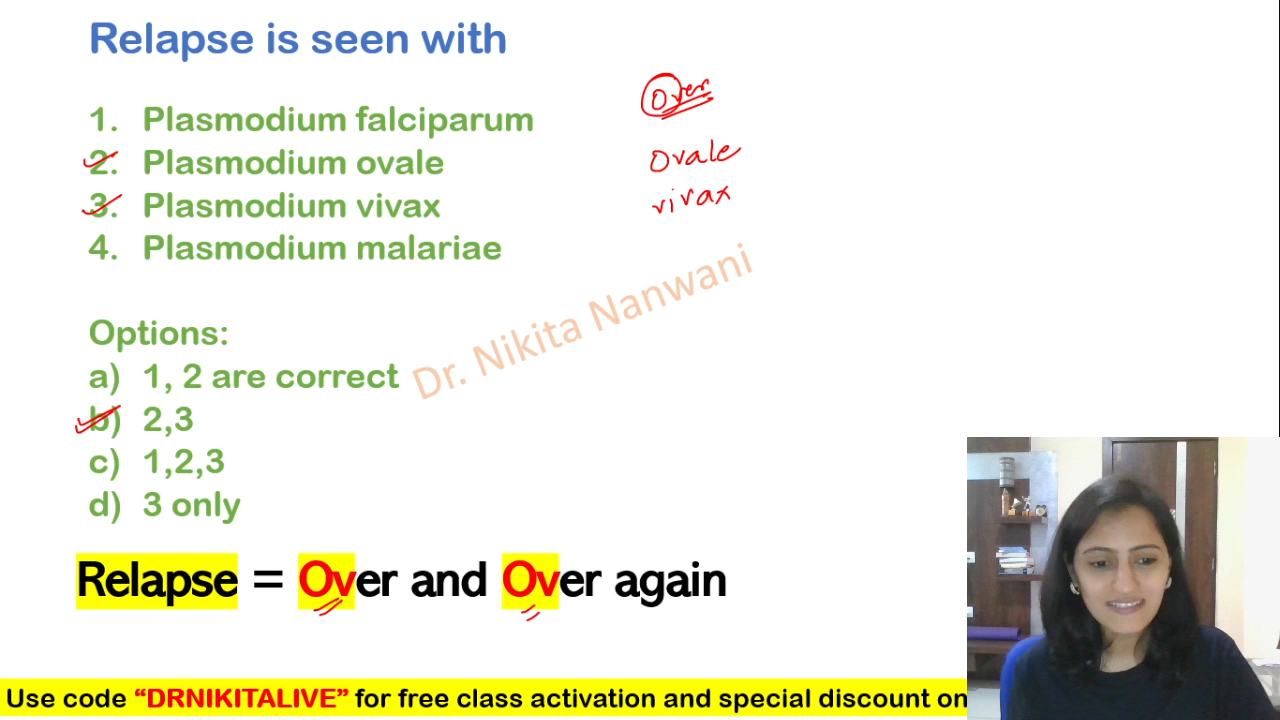 Relapse is seen with
1. Plasmodium falciparum
2. Plasmodium ovale
3. Plasmodium vivax
4. Plasmodium malariae
Over
Ovale
vivax
Dr. Nikita Nanwani
Options:
a) 1, 2 are correct
b) 2,3
c) 1,2,3
d) 3 only
Relapse = Over and Over again
Use code “DRNIKITALIVE” for free class activation and special discount on